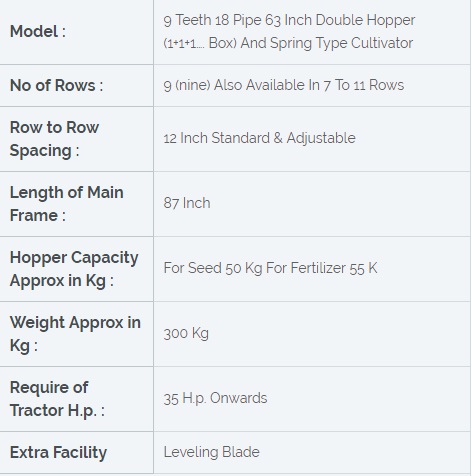 Model :
9 Teeth 18 Pipe 63 Inch Double Hopper
(1+1+1.... Box) And Spring Type Cultivator
No of Rows :
9 (nine) Also Available In 7 To 11 Rows
Row to Row
Spacing :
12 Inch Standard & Adjustable
Length of Main
Frame :
87 Inch
Hopper Capacity
Approx in Kg :
For Seed 50 Kg For Fertilizer 55 K
Weight Approx in
Kg :
300 Kg
Require of
Tractor H.p. :
35 H.p. Onwards
Extra Facility
Leveling Blade